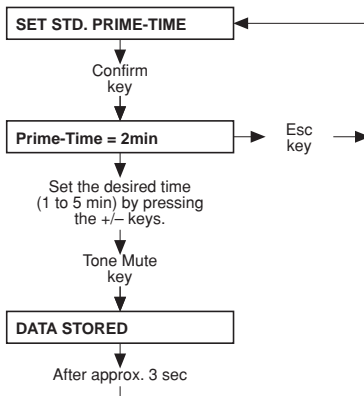 SET STD. PRIME-TIME
Confirm
key
Prime-Time = 2min
Esc
key
Set the desired time
(1 to 5 min) by pressing
the +/– keys.
Tone Mute
key
DATA STORED
After approx. 3 sec